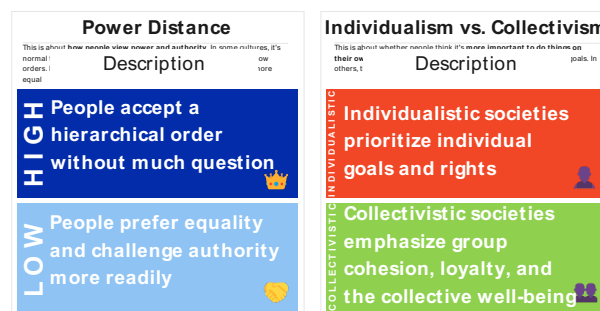 Power Distance
This is about how people view power and authority. In some cultures, it's
normal
Description
orders.
equal
HIGH
People accept a
hierarchical order
without much question
LOW
People prefer equality
and challenge authority
more readily
Individualism vs. Collectivism
This is about whether people think it's more important to do things on
their ow
Description
goals. In
others, t
INDIVIDUALISTIC
Individualistic societies
prioritize individual
goals and rights
COLLECTIVISTIC
Collectivistic societies
emphasize group
cohesion, loyalty, and
the collective well-being